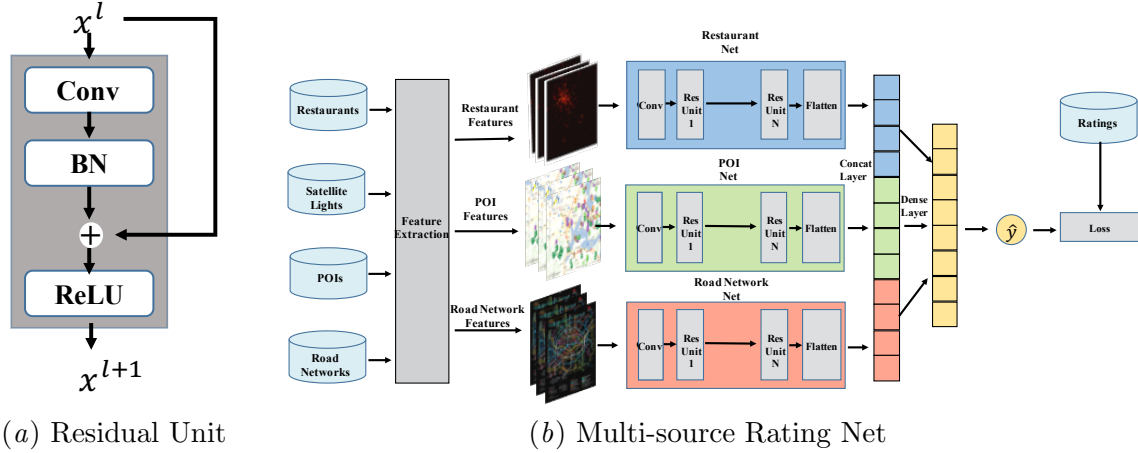 x^l
Conv
BN
+
ReLU
x^{l+1}
(a) Residual Unit
Restaurants
Satellite
Lights
POIs
Road
Networks
Feature
Extraction
Restaurant
Features
POI
Features
Road Network
Features
Restaurant
Net
Conv
Res
Unit
1
Res
Unit
N
Flatten
POI
Net
Conv
Res
Unit
1
Res
Unit
N
Flatten
Road Network
Net
Conv
Res
Unit
1
Res
Unit
N
Flatten
Concat
Layer
Dense
Layer
ŷ
Ratings
Loss
(b) Multi-source Rating Net